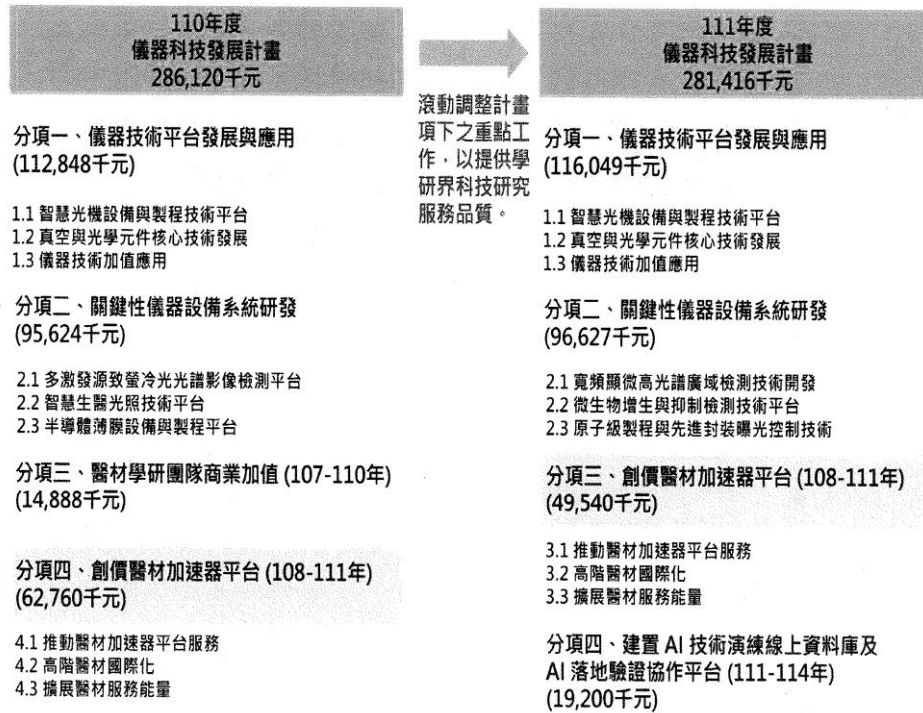 110年度
儀器科技發展計畫
286,120千元
分項一、儀器技術平台發展與應用
(112,848千元)
1.1 智慧光機設備與製程技術平台
1.2 真空與光學元件核心技術發展
1.3 儀器技術加值應用
分項二、關鍵性儀器設備系統研發
(95,624千元)
2.1 多激發源致螢冷光光譜影像檢測平台
2.2 智慧生醫光照技術平台
2.3 半導體薄膜設備與製程平台
分項三、醫材學研團隊商業加值 (107-110年)
(14,888千元)
分項四、創價醫材加速器平台 (108-111年)
(62,760千元)
4.1 推動醫材加速器平台服務
4.2 高階醫材國際化
4.3 擴展醫材服務能量
滾動調整計畫
項下之重點工
作，以提供學
研界科技研究
服務品質。
111年度
儀器科技發展計畫
281,416千元
分項一、儀器技術平台發展與應用
(116,049千元)
1.1 智慧光機設備與製程技術平台
1.2 真空與光學元件核心技術發展
1.3 儀器技術加值應用
分項二、關鍵性儀器設備系統研發
(96,627千元)
2.1 寬頻顯微高光譜廣域檢測技術開發
2.2 微生物增生與抑制檢測技術平台
2.3 原子級製程與先進封裝曝光控制技術
分項三、創價醫材加速器平台 (108-111年)
(49,540千元)
3.1 推動醫材加速器平台服務
3.2 高階醫材國際化
3.3 擴展醫材服務能量
分項四、建置 AI 技術演練線上資料庫及
AI 落地驗證協作平台 (111-114年)
(19,200千元)